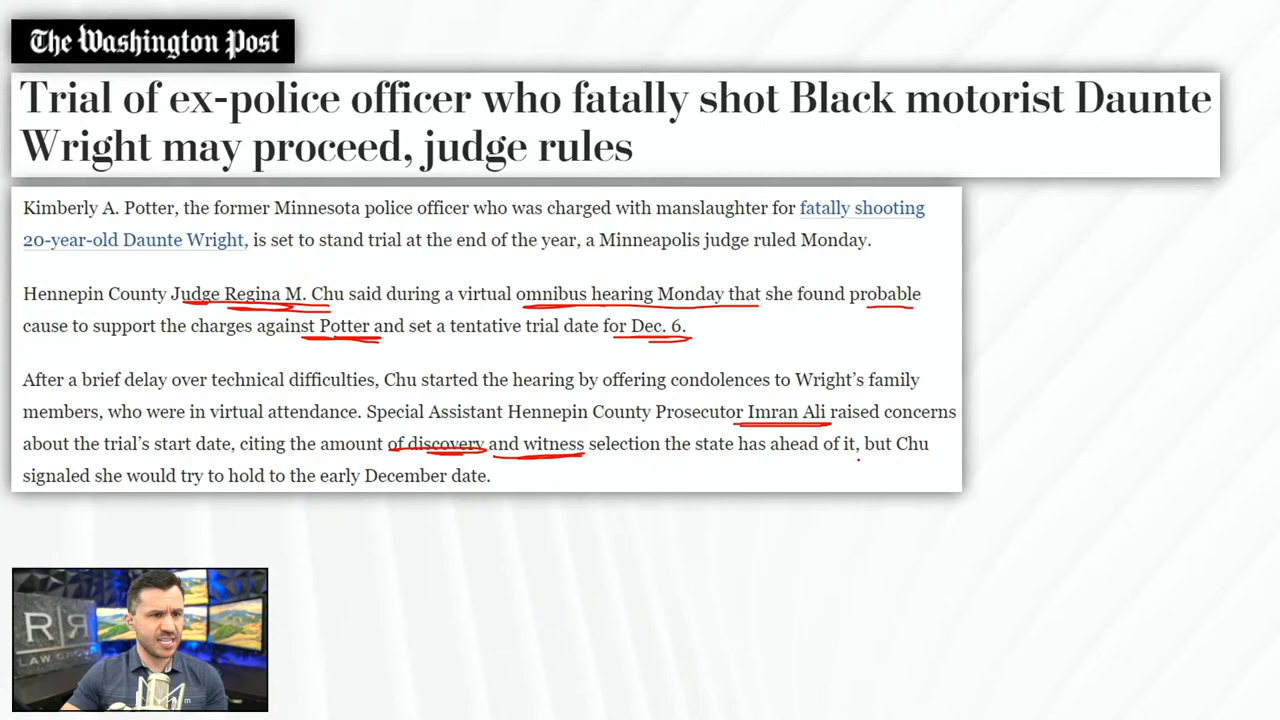 The Washington Post
Trial of ex-police officer who fatally shot Black motorist Daunte
Wright may proceed, judge rules
Kimberly A. Potter, the former Minnesota police officer who was charged with manslaughter for fatally shooting
20-year-old Daunte Wright, is set to stand trial at the end of the year, a Minneapolis judge ruled Monday.
Hennepin County Judge Regina M. Chu said during a virtual omnibus hearing Monday that she found probable
cause to support the charges against Potter and set a tentative trial date for Dec. 6.
After a brief delay over technical difficulties, Chu started the hearing by offering condolences to Wright's family
members, who were in virtual attendance. Special Assistant Hennepin County Prosecutor Imran Ali raised concerns
about the trial's start date, citing the amount of discovery and witness selection the state has ahead of it, but Chu
signaled she would try to hold to the early December date.
R|R
LAW GROUP